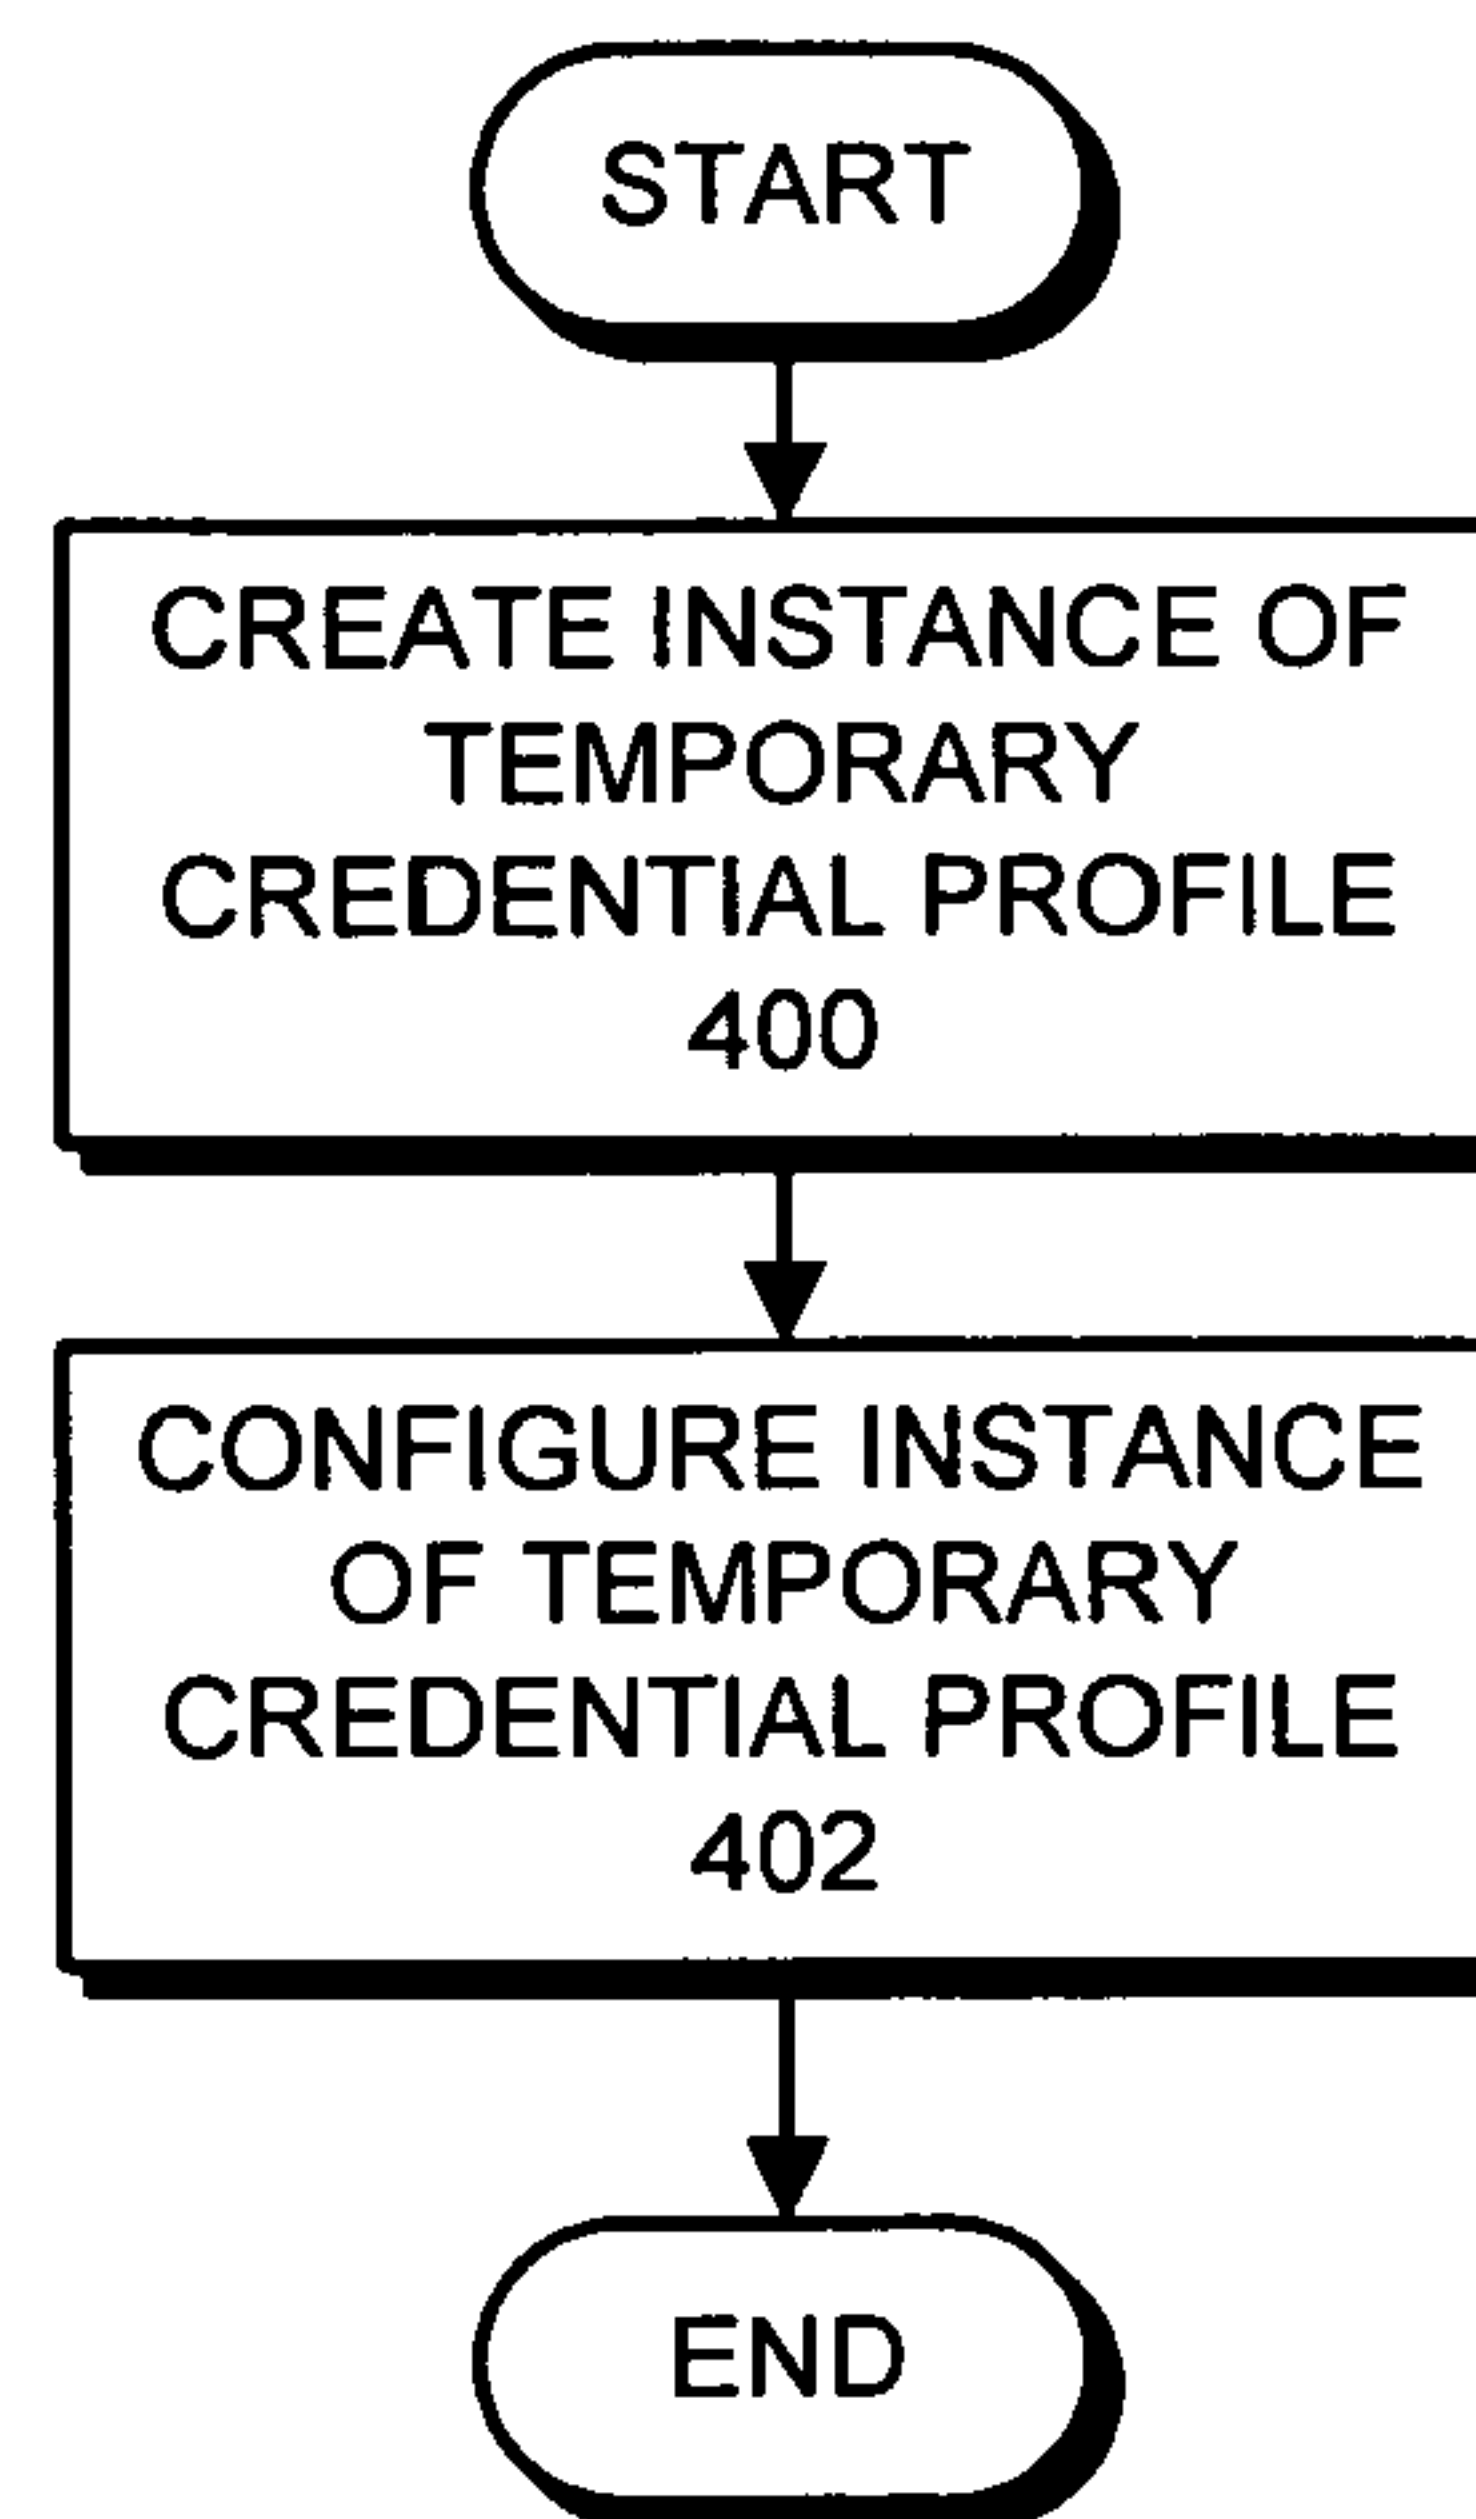 START
CREATE INSTANCE OF
TEMPORARY
CREDENTIAL PROFILE
400
CONFIGURE INSTANCE
OF TEMPORARY
CREDENTIAL PROFILE
402
END